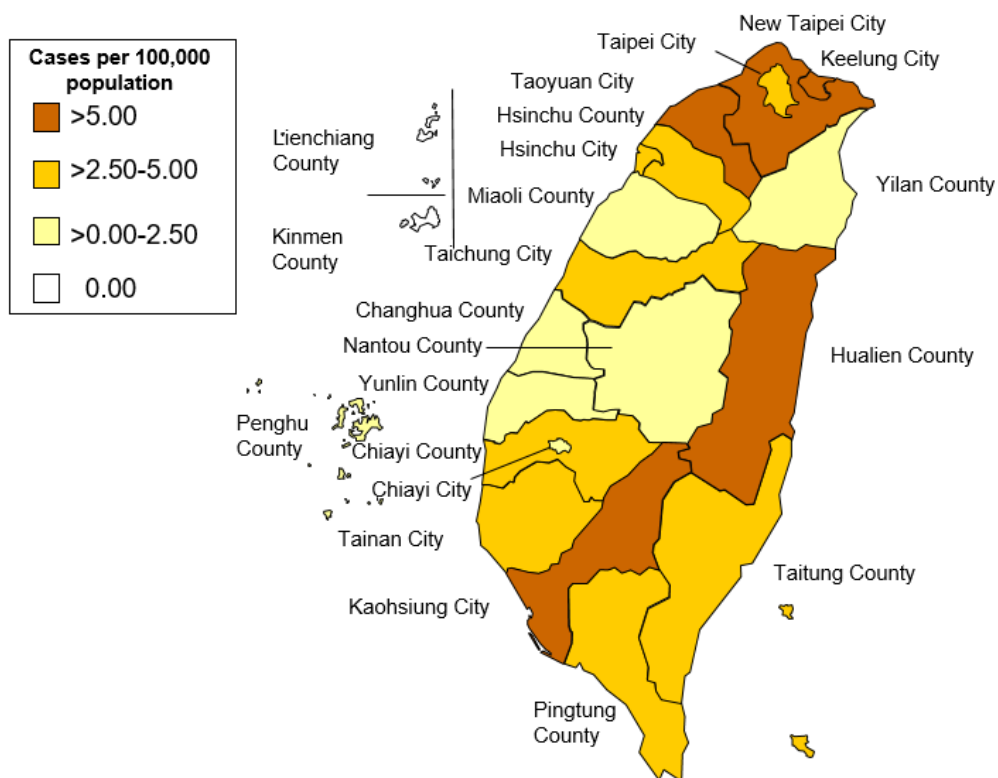 Cases per 100,000
population
>5.00
>2.50-5.00
>0.00-2.50
0.00
New Taipei City
Taipei City
Keelung City
Taoyuan City
Hsinchu County
Lienchiang
County
Hsinchu City
Yilan County
Miaoli County
Kinmen
County
Taichung City
Changhua County
Nantou County
Hualien County
Yunlin County
Penghu
County
Chiayi County
Chiayi City
Tainan City
Taitung County
Kaohsiung City
Pingtung
County